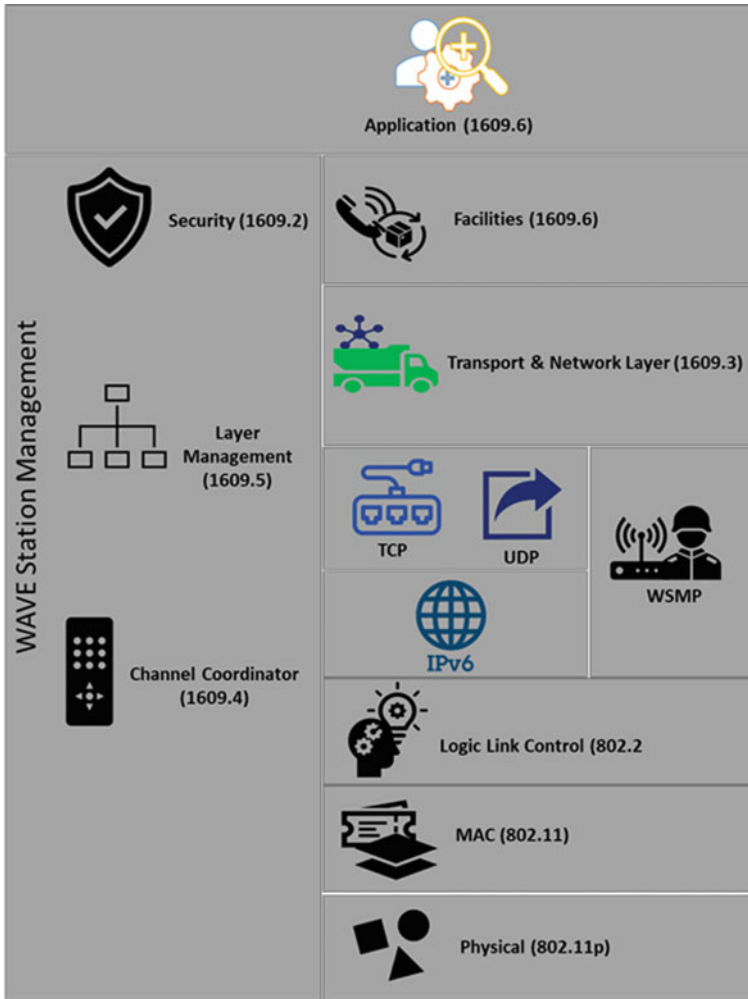 Application (1609.6)
WAVE Station Management
Security (1609.2)
Layer
Management
(1609.5)
Channel Coordinator
(1609.4)
Facilities (1609.6)
Transport & Network Layer (1609.3)
TCP
UDP
WSMP
IPv6
Logic Link Control (802.2
MAC (802.11)
Physical (802.11p)